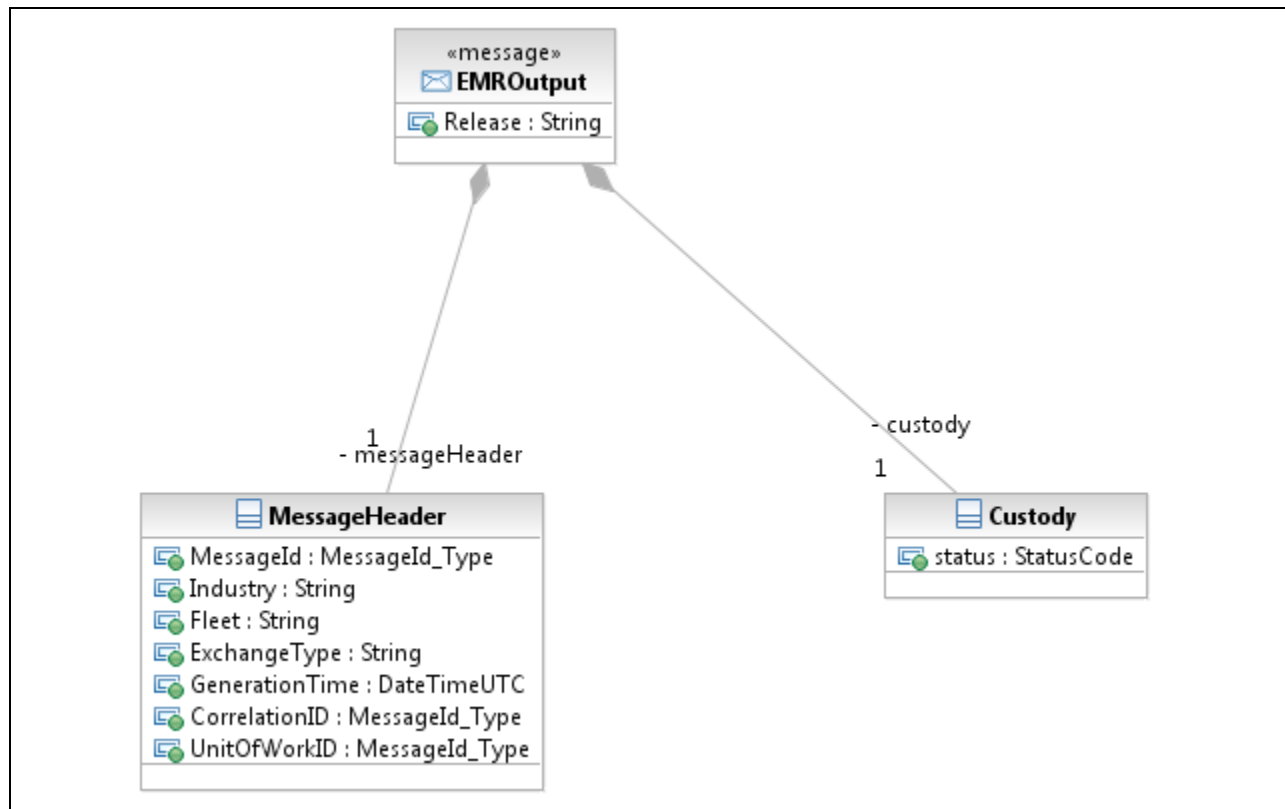 «message»
EMROutput
Release : String
1
- messageHeader
- custody
1
MessageHeader
MessageId : MessageId_Type
Industry : String
Fleet : String
ExchangeType : String
GenerationTime : DateTimeUTC
CorrelationID : MessageId_Type
UnitOfWorkID : MessageId_Type
Custody
status : StatusCode